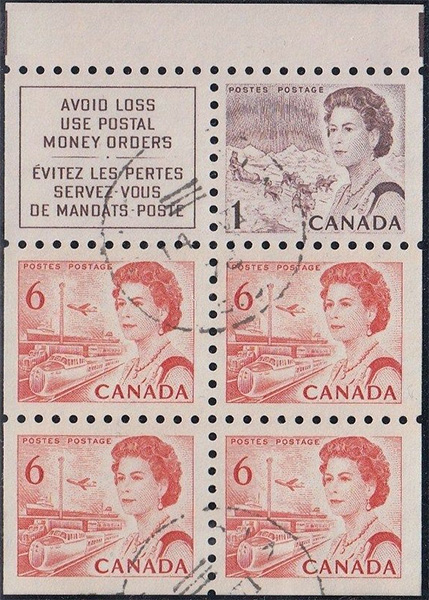 AVOID LOSS
USE POSTAL
MONEY ORDERS
ÉVITEZ LES PERTES
SERVEZ-VOUS
DE MANDATS-POSTE
POSTES POSTAGE
1
CANADA
POSTES POSTAGE
6
CANADA
POSTES POSTAGE
6
CANADA
POSTES POSTAGE
6
CANADA
POSTES POSTAGE
6
CANADA